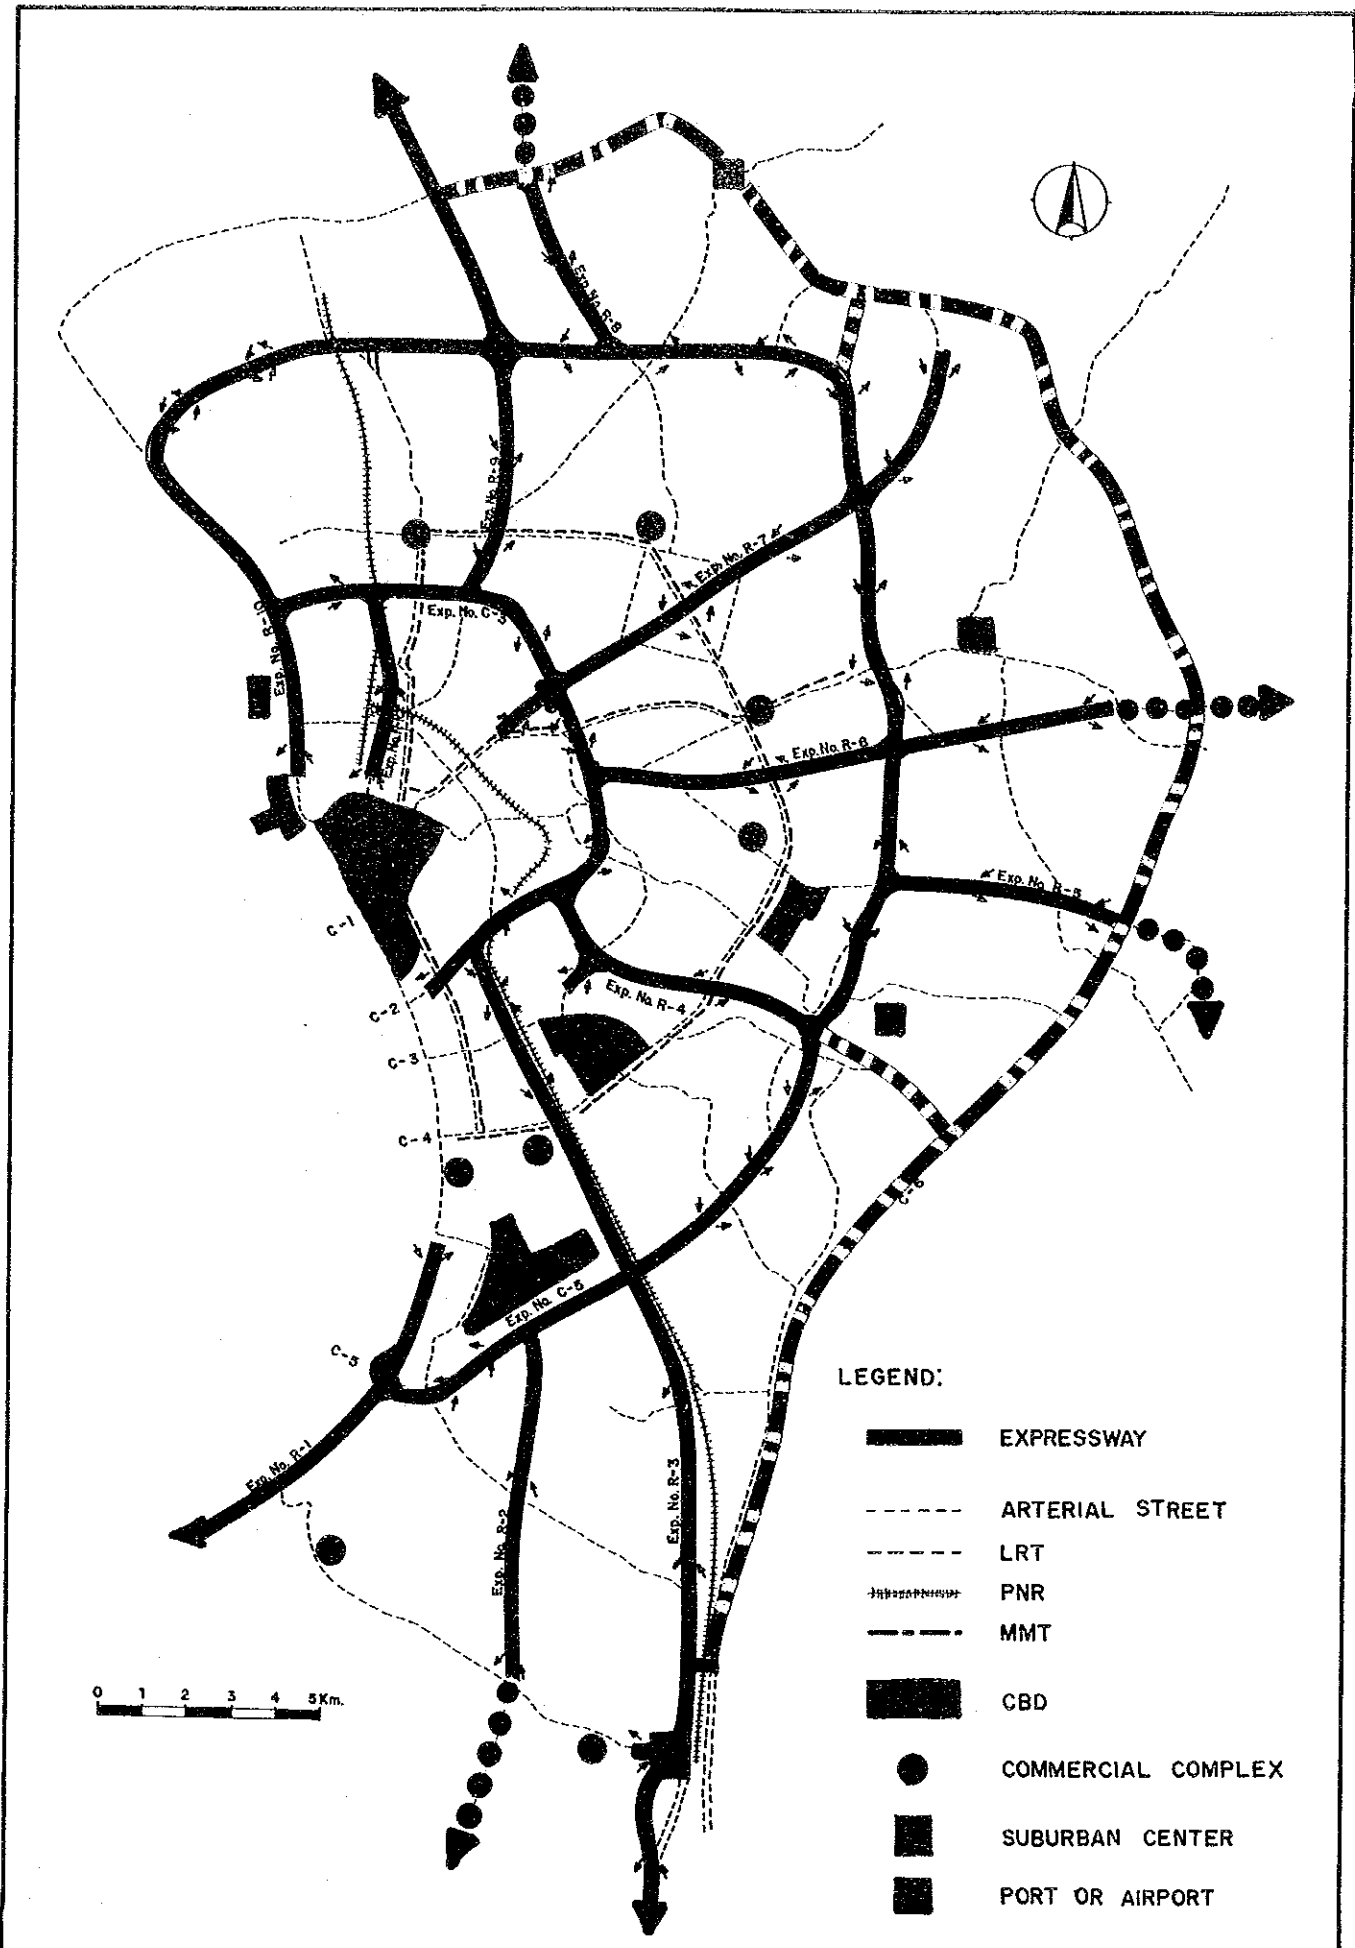 Exp. No. R-8
Exp. No. R-9
Exp. No. R-7
Exp. No. C-3
Exp. No. R-10
Exp. No. R-6
Exp. No. R-5
C-1
Exp. No. R-4
C-2
C-3
C-4
C-6
Exp. No. C-5
C-5
LEGEND:
EXPRESSWAY
Exp. No. R-1
Exp. No. R-3
ARTERIAL STREET
Exp. No. R-2
LRT
PNR
MMT
0 1 2 3 4 5 Km.
CBD
COMMERCIAL COMPLEX
SUBURBAN CENTER
PORT OR AIRPORT